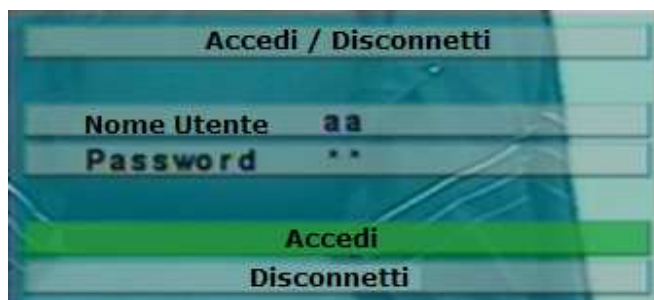 Accedi / Disconnetti
Nome Utente aa
Password **
Accedi
Disconnetti